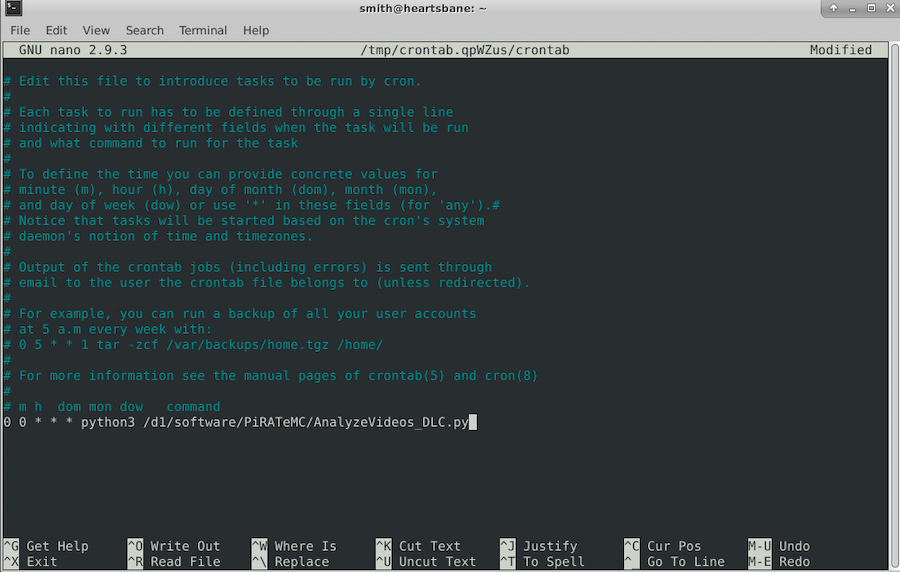 smith@heartsbane: ~
File Edit View Search Terminal Help
GNU nano 2.9.3 /tmp/crontab.qpWZus/crontab Modified
# Edit this file to introduce tasks to be run by cron.
#
# Each task to run has to be defined through a single line
# indicating with different fields when the task will be run
# and what command to run for the task
#
# To define the time you can provide concrete values for
# minute (m), hour (h), day of month (dom), month (mon),
# and day of week (dow) or use '*' in these fields (for 'any').#
# Notice that tasks will be started based on the cron's system
# daemon's notion of time and timezones.
#
# Output of the crontab jobs (including errors) is sent through
# email to the user the crontab file belongs to (unless redirected).
#
# For example, you can run a backup of all your user accounts
# at 5 a.m every week with:
# 0 5 * * 1 tar -zcf /var/backups/home.tgz /home/
#
# For more information see the manual pages of crontab(5) and cron(8)
#
# m h  dom mon dow   command
0 0 * * * python3 /d1/software/PiRATeMC/AnalyzeVideos_DLC.py
^G Get Help ^O Write Out ^W Where Is ^K Cut Text ^J Justify ^C Cur Pos M-U Undo
^X Exit ^R Read File ^\ Replace ^U Uncut Text ^T To Spell ^_ Go To Line M-E Redo